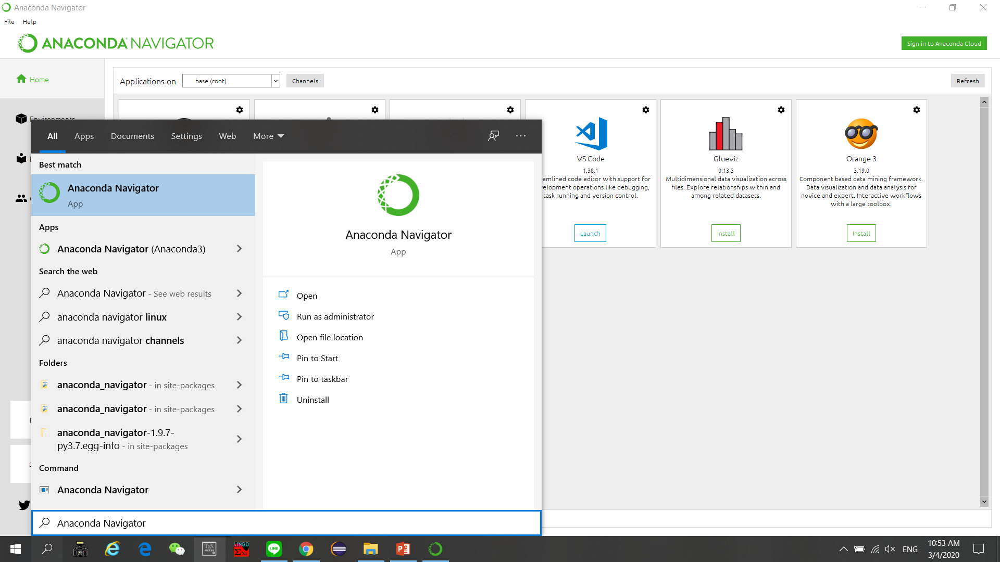 Anaconda Navigator
File Help
ANACONDA NAVIGATOR
Sign in to Anaconda Cloud
Home
Applications on base (root) Channels
Refresh
Environments
VS Code
1.38.1
code editor with support for
operations like debugging,
task running and version control.
Launch
Glueviz
0.13.3
Multidimensional data visualization across
files. Explore relationships within and
among related datasets.
Install
Orange 3
3.19.0
Component based data mining framework.
Data visualization and data analysis for
novice and expert. Interactive workflows
with a large toolbox.
Install
All Apps Documents Settings Web More
Best match
Anaconda Navigator
App
Apps
Anaconda Navigator (Anaconda3)
Search the web
Anaconda Navigator - See web results
anaconda navigator linux
anaconda navigator channels
Folders
anaconda_navigator - in site-packages
anaconda_navigator - in site-packages
anaconda_navigator-1.9.7-
py3.7.egg-info - in site-packages
Command
Anaconda Navigator
Anaconda Navigator
App
Open
Run as administrator
Open file location
Pin to Start
Pin to taskbar
Uninstall
Anaconda Navigator
TEX
MAKER
LINGO
LINE
ENG
10:53 AM
3/4/2020